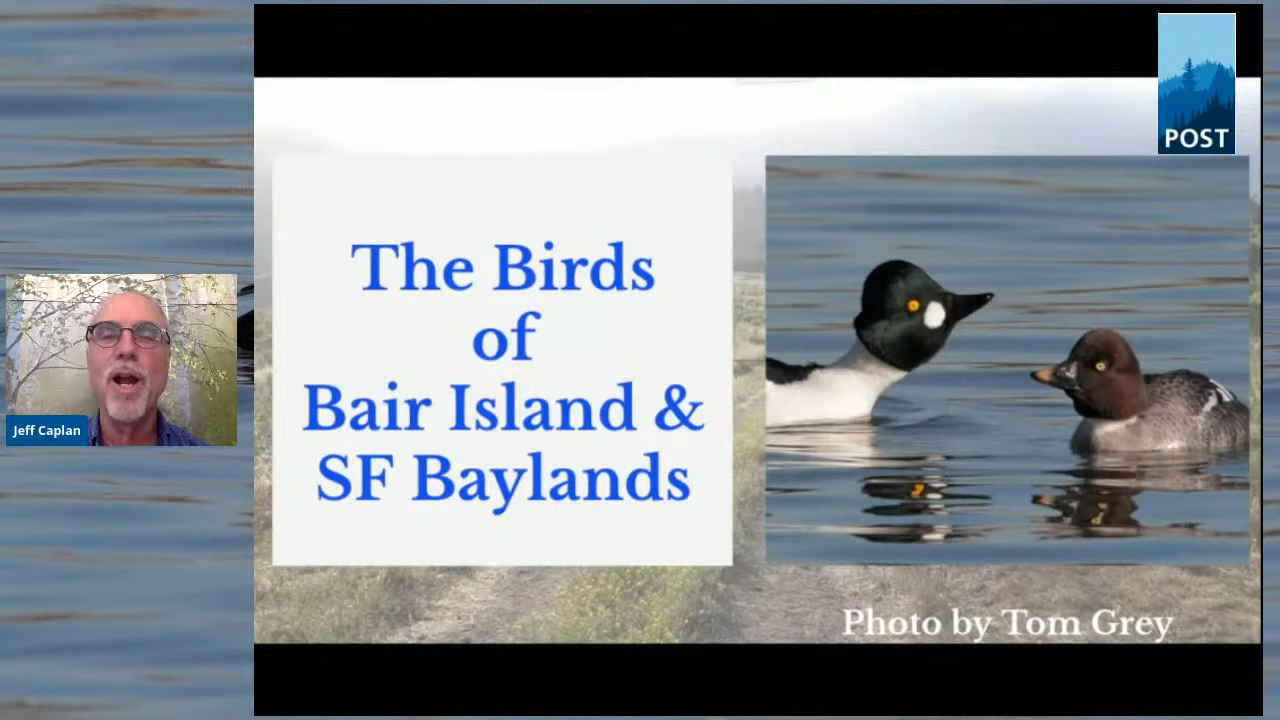 POST
The Birds
of
Bair Island &
SF Baylands
Jeff Caplan
Photo by Tom Grey